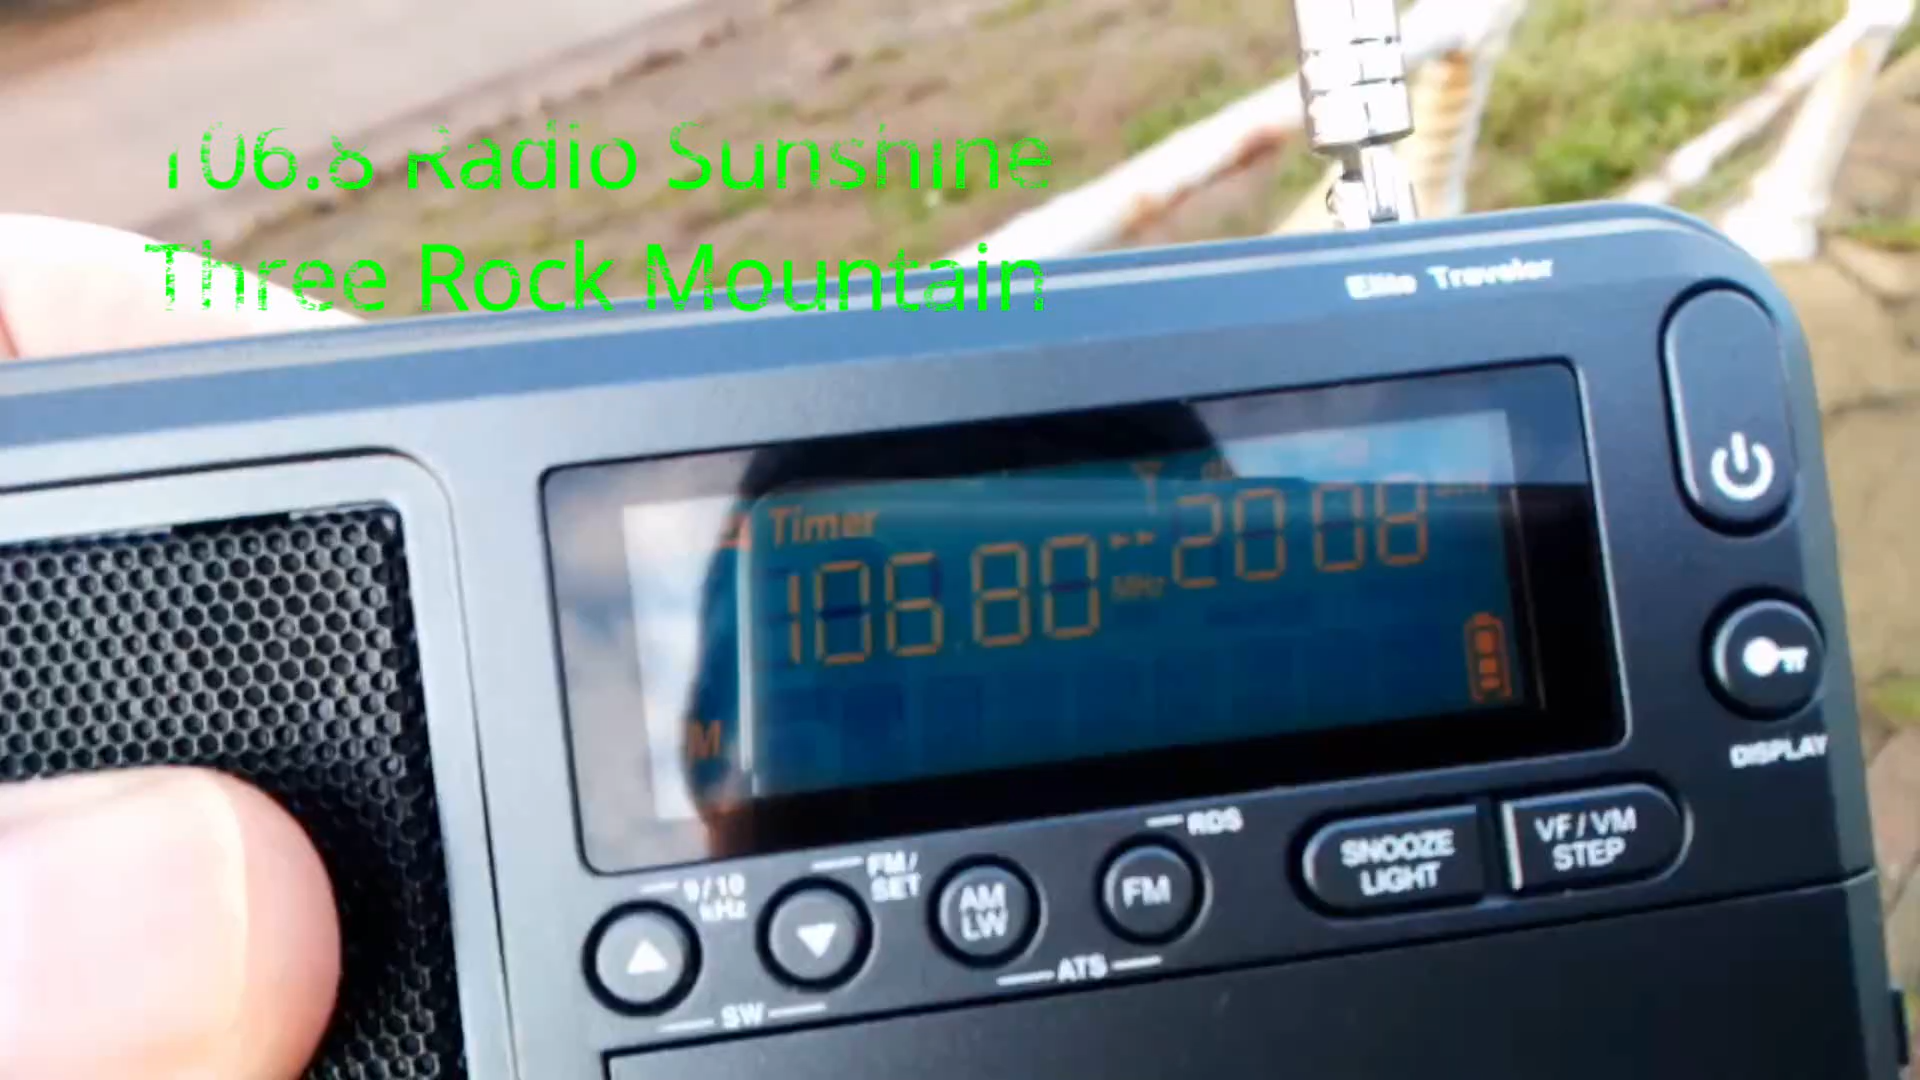 106.8 Radio Sunshine
Three Rock Mountain
Elite Traveler
Timer
106.80 MHz 20 08
M
DISPLAY
RDS
FM/
SET
9/10
kHz
AM
LW
FM
SNOOZE
LIGHT
VF/VM
STEP
ATS
SW